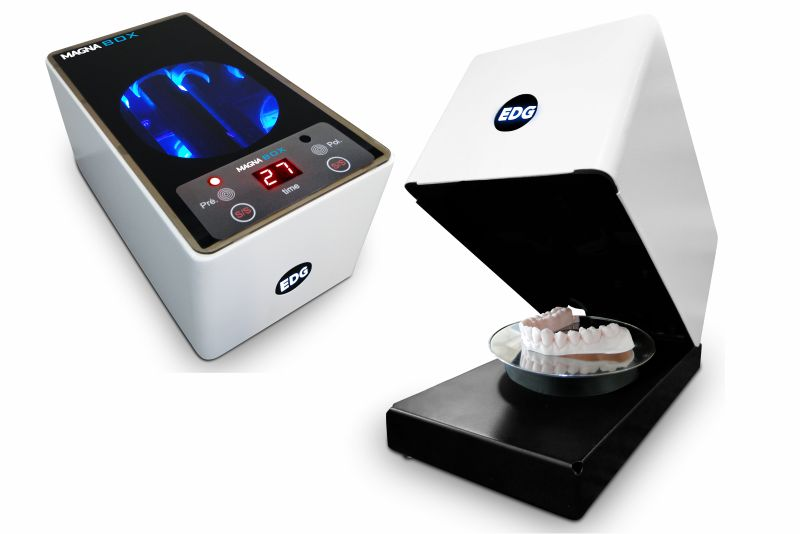 MAGNA BOX
MAGNA BOX
Pré.
S/S
27
time
Pol.
S/S
EDG
EDG